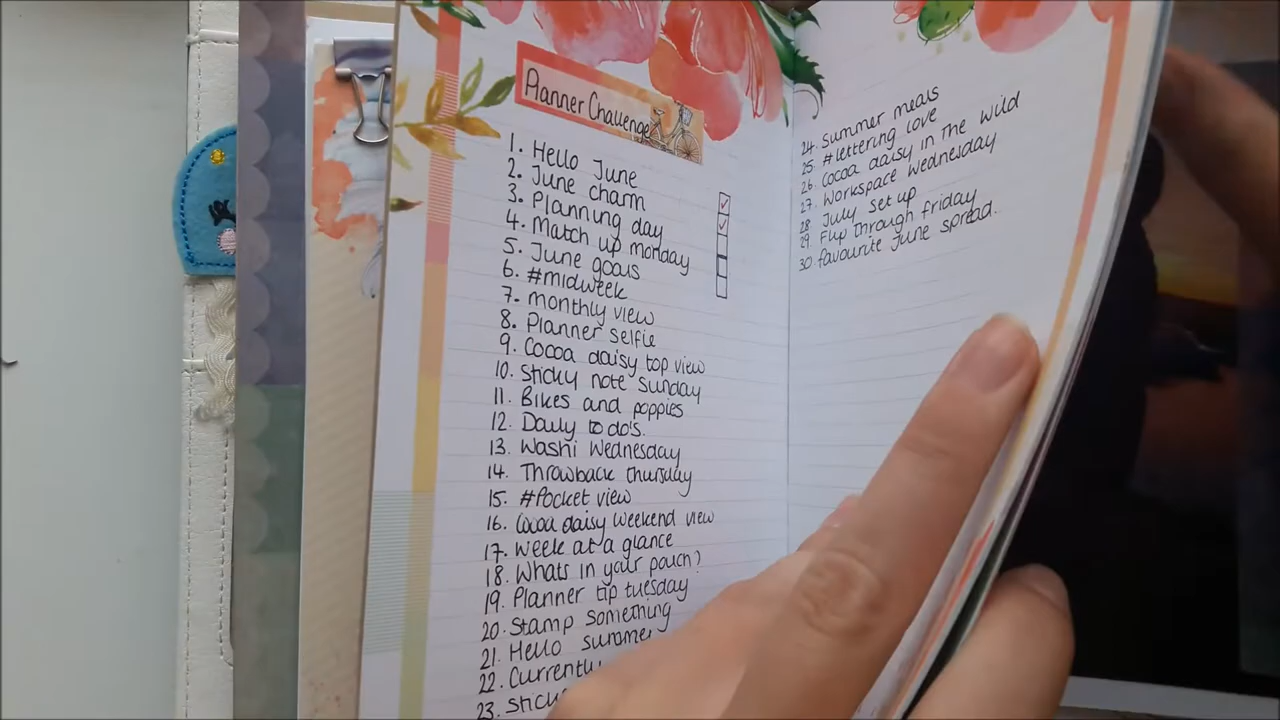 Planner Challenge
1. Hello June
2. June charm
3. Planning day
4. Match up monday
5. June goals
6. #midweek
7. monthly view
8. Planner selfie
9. Cocoa daisy top view
10. Sticky note Sunday
11. Bikes and poppies
12. Daily to do's.
13. Washi Wednesday
14. Throwback thursday
15. #Pocket view
16. Cocoa daisy weekend view
17. Week at a glance
18. Whats in your pouch?
19. Planner tip tuesday
20. Stamp something
21. Hello summer
22. Currently
23.
24. Summer meals
25. #lettering love
26. Cocoa daisy in the wild
27. Workspace Wednesday
28 July set up
29. Flip through friday
30 favourite June spread.